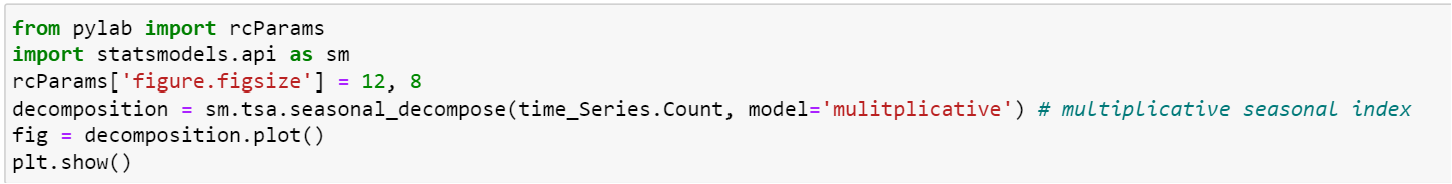 from pylab import rcParams
import statsmodels.api as sm
rcParams['figure.figsize'] = 12, 8
decomposition = sm.tsa.seasonal_decompose(time_Series.Count, model='mulitplicative') # multiplicative seasonal index
fig = decomposition.plot()
plt.show()